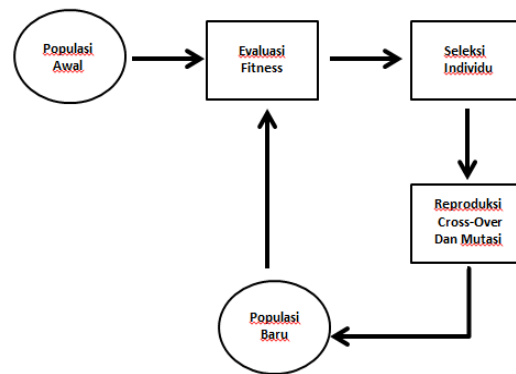 Populasi
Awal
Evaluasi
Fitness
Seleksi
Individu
Reproduksi
Cross-Over
Dan Mutasi
Populasi
Baru